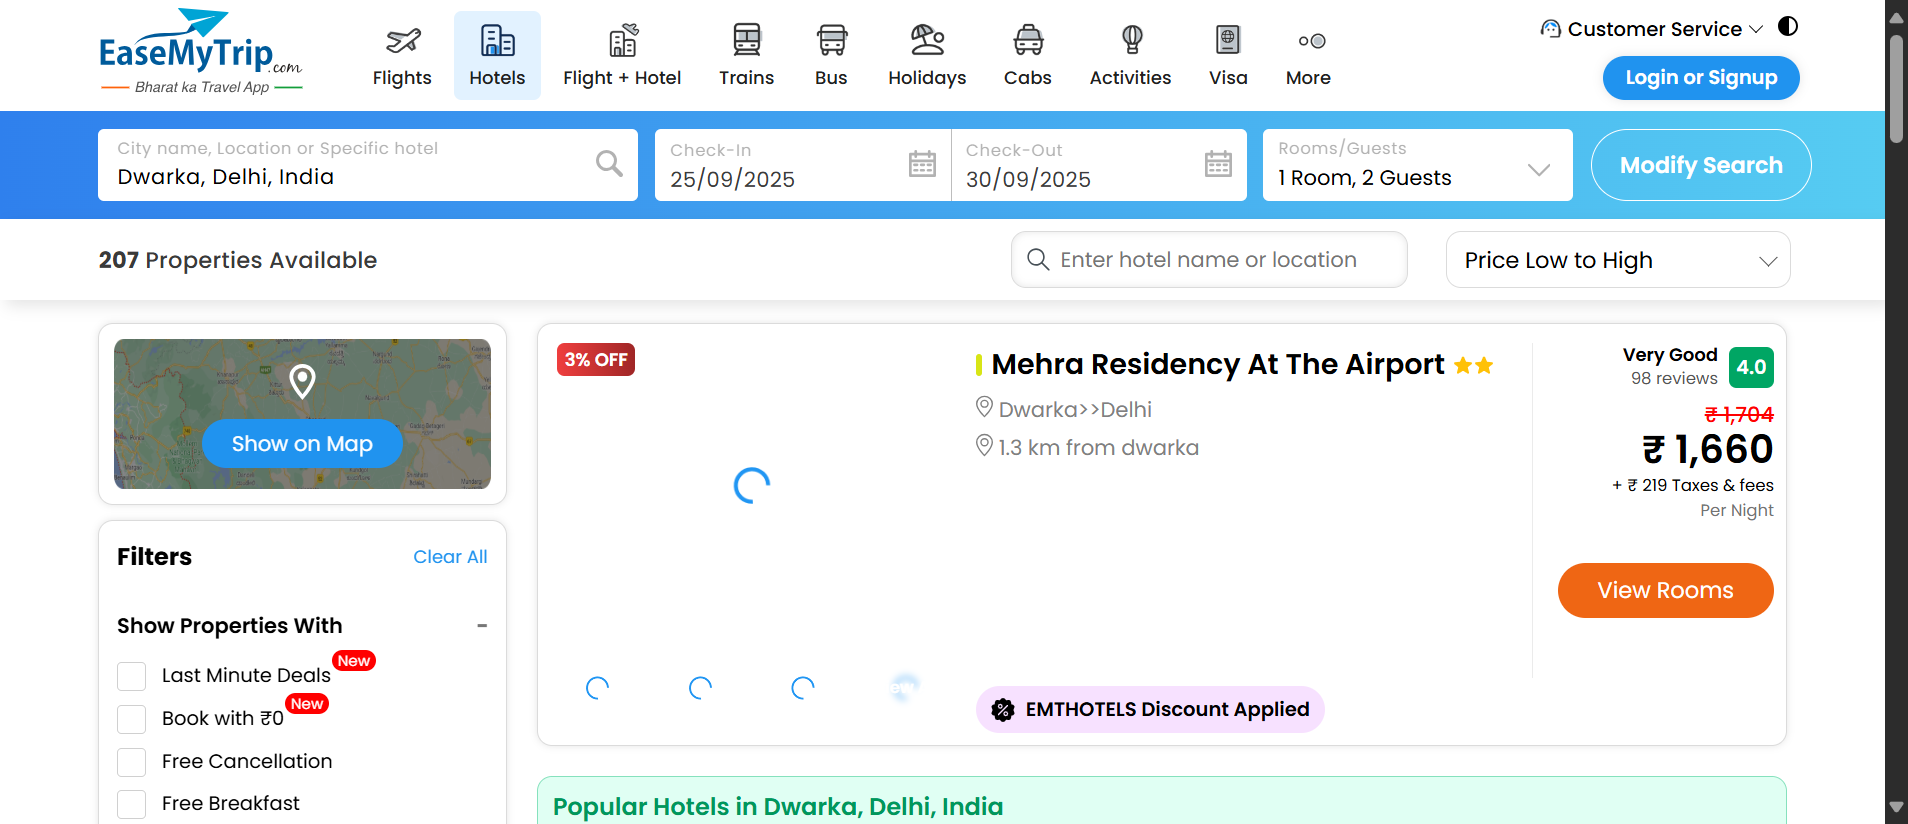 EaseMyTrip.com
Bharat ka Travel App
Flights
Hotels
Flight + Hotel
Trains
Bus
Holidays
Cabs
Activities
Visa
More
Customer Service
Login or Signup
City name, Location or Specific hotel
Dwarka, Delhi, India
Check-In
25/09/2025
Check-Out
30/09/2025
Rooms/Guests
1 Room, 2 Guests
Modify Search
207 Properties Available
Enter hotel name or location
Price Low to High
Show on Map
Filters
Clear All
Show Properties With
-
Last Minute Deals
New
Book with ₹0
New
Free Cancellation
Free Breakfast
3% OFF
Mehra Residency At The Airport
Dwarka>>Delhi
1.3 km from dwarka
EMTHOTELS Discount Applied
Very Good
98 reviews
4.0
₹ 1,704
₹ 1,660
+ ₹ 219 Taxes & fees
Per Night
View Rooms
Popular Hotels in Dwarka, Delhi, India